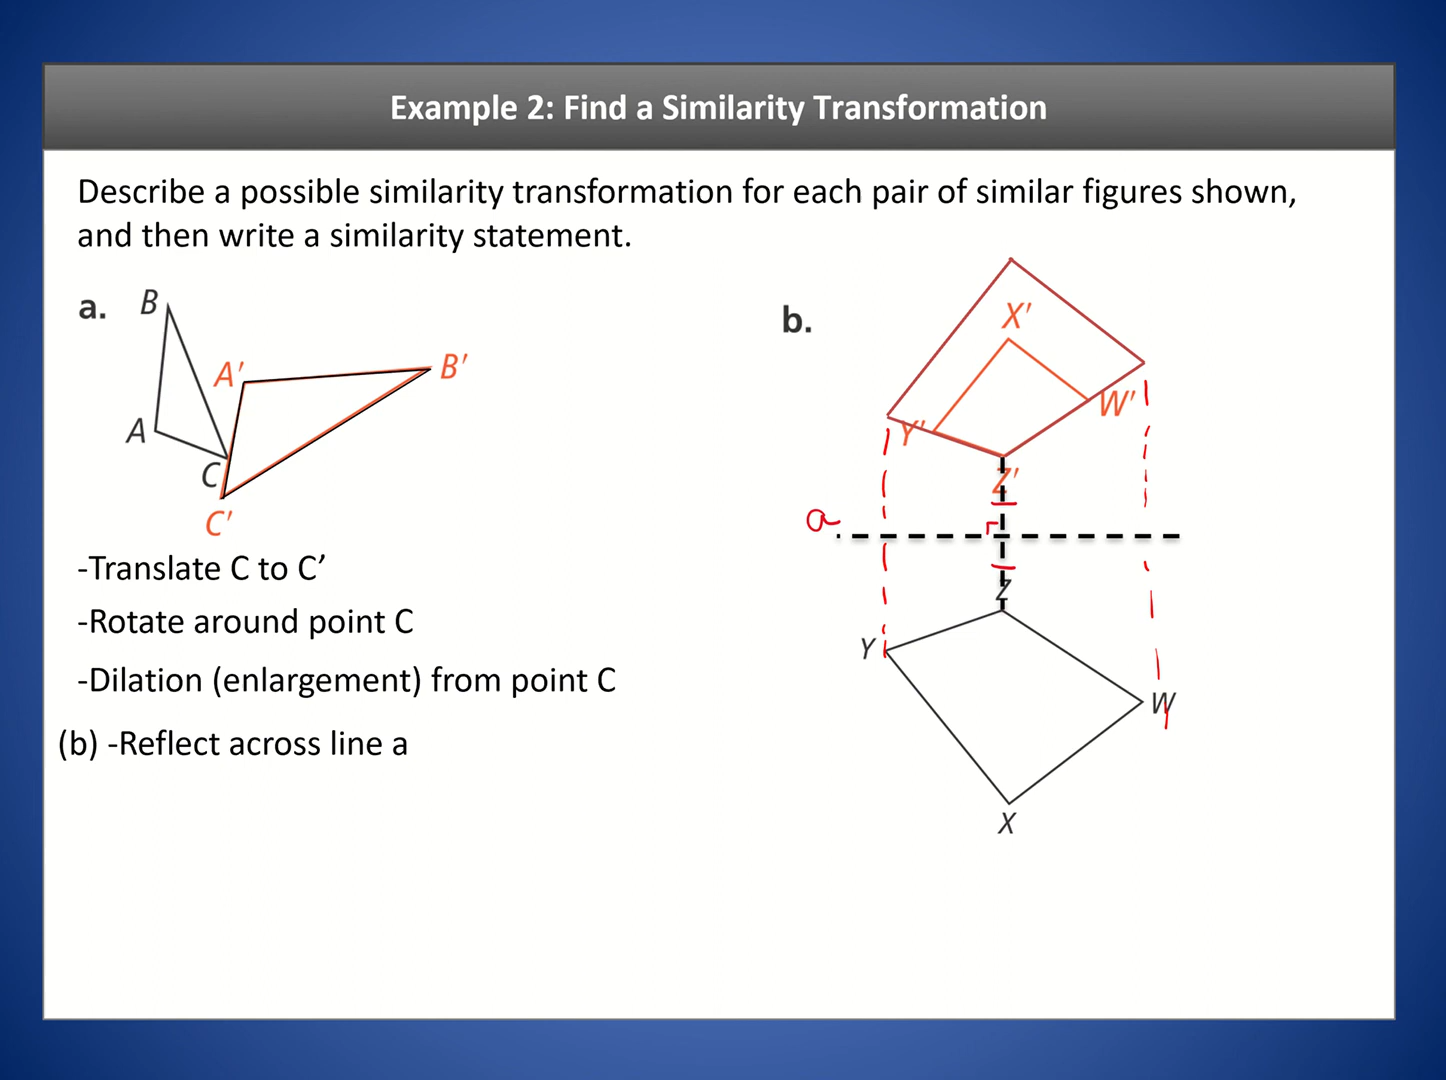 Example 2: Find a Similarity Transformation
Describe a possible similarity transformation for each pair of similar figures shown,
and then write a similarity statement.
a.
B
A
C
A'
B'
C'
-Translate C to C’
-Rotate around point C
-Dilation (enlargement) from point C
(b) -Reflect across line a
b.
X'
W'
Y'
Z'
a
Z
Y
W
X